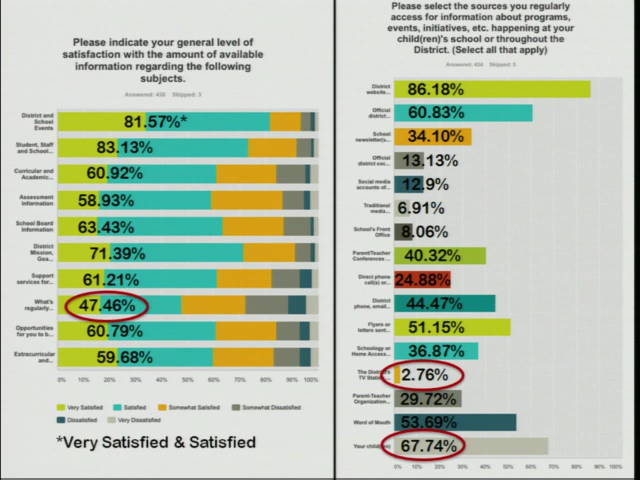 Please indicate your general level of
satisfaction with the amount of available
information regarding the following
subjects.
District and
School
Events
81.57%*
Student, Staff
and School...
83.13%
Curricular and
Academic...
60.92%
Assessment
Information
58.93%
School Board
Information
63.43%
District
Mission,
Goa...
71.39%
Support
services for...
61.21%
What's
regularly...
47.46%
Opportunities
for you to b...
60.79%
Extracurricular
and...
59.68%
0% 10% 20% 30% 40% 50% 60% 70% 80% 90% 100%
Very Satisfied Satisfied Somewhat Satisfied Somewhat Dissatisfied
Dissatisfied Very Dissatisfied
*Very Satisfied & Satisfied
Please select the sources you regularly
access for information about programs,
events, initiatives, etc. happening at your
child(ren)'s school or throughout the
District. (Select all that apply)
District
website...
86.18%
Official
district...
60.83%
School
newsletter(s...
34.10%
Official
district soc...
13.13%
Social media
accounts of...
12.9%
Traditional
media...
6.91%
School's Front
Office
8.06%
Parent/Teacher
Conferences...
40.32%
Direct phone
call(s) or...
24.88%
District
phone, email...
44.47%
Flyers or
letters sent...
51.15%
Schoology or
Home Access...
36.87%
The District's
TV Station...
2.76%
Parent-Teacher
Organization...
29.72%
Word of Mouth
53.69%
Your child(ren)
67.74%
0% 10% 20% 30% 40% 50% 60% 70% 80% 90% 100%